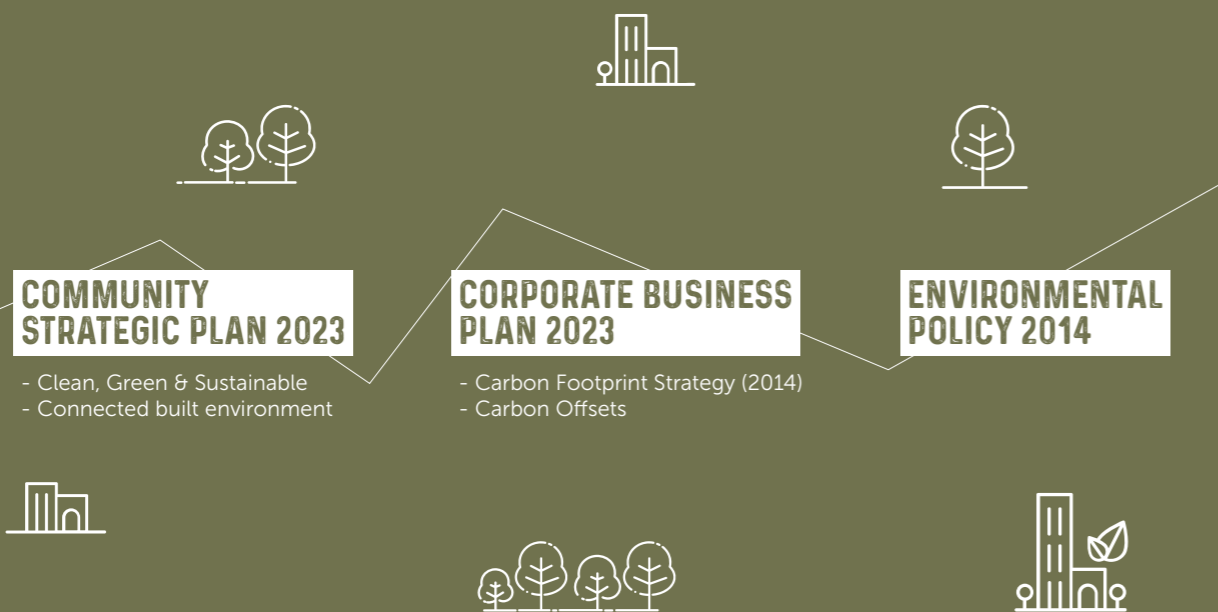 COMMUNITY
STRATEGIC PLAN 2023
- Clean, Green & Sustainable
- Connected built environment
CORPORATE BUSINESS
PLAN 2023
- Carbon Footprint Strategy (2014)
- Carbon Offsets
ENVIRONMENTAL
POLICY 2014